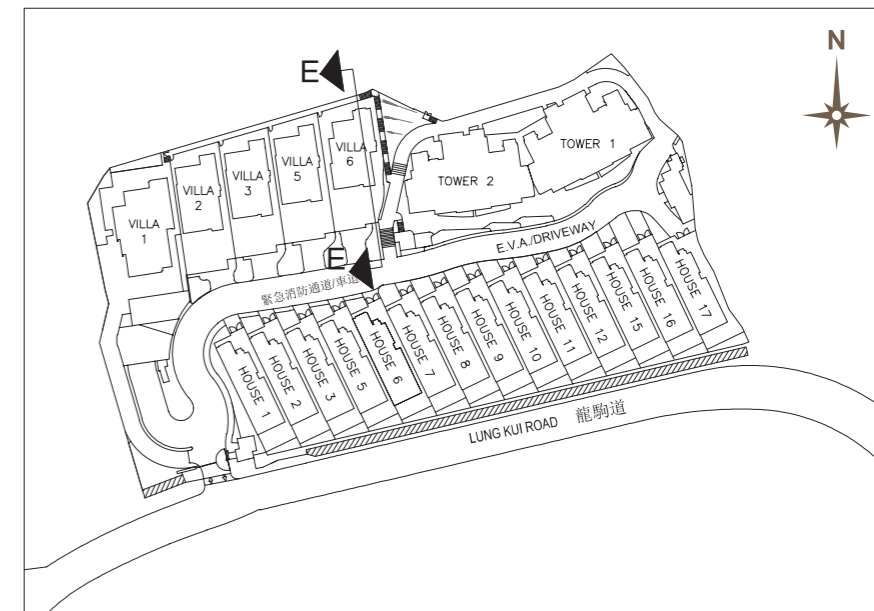 N
E
VILLA
1
VILLA
2
VILLA
3
VILLA
5
VILLA
6
TOWER 2
TOWER 1
E
E.V.A./DRIVEWAY
緊急消防通道/車道
HOUSE 1
HOUSE 2
HOUSE 3
HOUSE 5
HOUSE 6
HOUSE 7
HOUSE 8
HOUSE 9
HOUSE 10
HOUSE 11
HOUSE 12
HOUSE 15
HOUSE 16
HOUSE 17
LUNG KUI ROAD 龍駒道